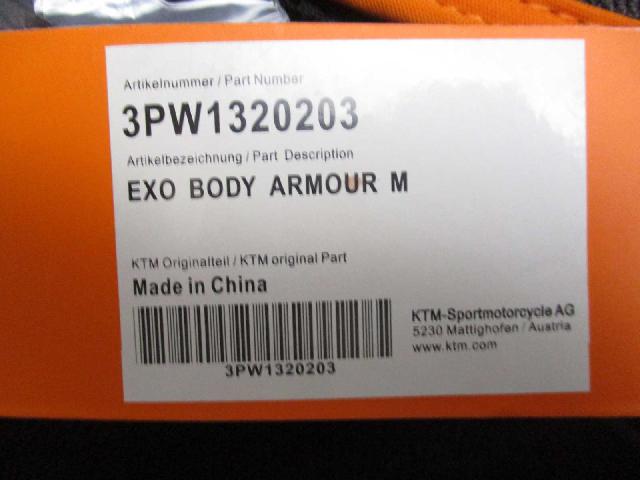 Artikelnummer / Part Number
3PW1320203
Artikelbezeichnung / Part Description
EXO BODY ARMOUR M
KTM Originalteil / KTM original Part
Made in China
3PW1320203
KTM-Sportmotorcycle AG
5230 Mattighofen / Austria
www.ktm.com